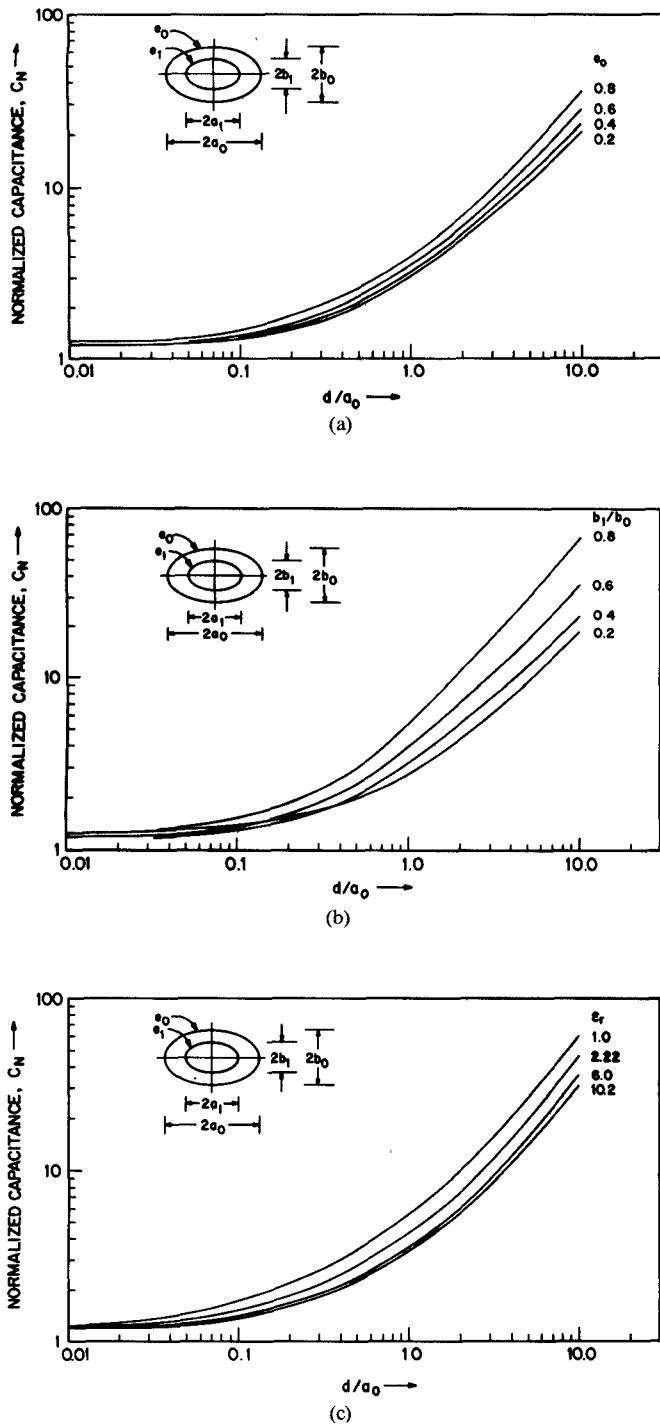 100
10
1
NORMALIZED CAPACITANCE, C_N →
e_0
e_1
2b_1
2b_0
2a_1
2a_0
e_0
0.8
0.6
0.4
0.2
0.01
0.1
1.0
10.0
d/a_0 →
(a)
100
10
1
NORMALIZED CAPACITANCE, C_N →
e_0
e_1
2b_1
2b_0
2a_1
2a_0
b_1/b_0
0.8
0.6
0 4
0.2
0.01
0.1
1.0
10.0
d/a_0 →
(b)
100
10
1
NORMALIZED CAPACITANCE, C_N →
e_0
e_1
2b_1
2b_0
2a_1
2a_0
ε_r
1.0
2.22
6.0
10.2
0.01
0.1
1.0
10.0
d/a_0 →
(c)